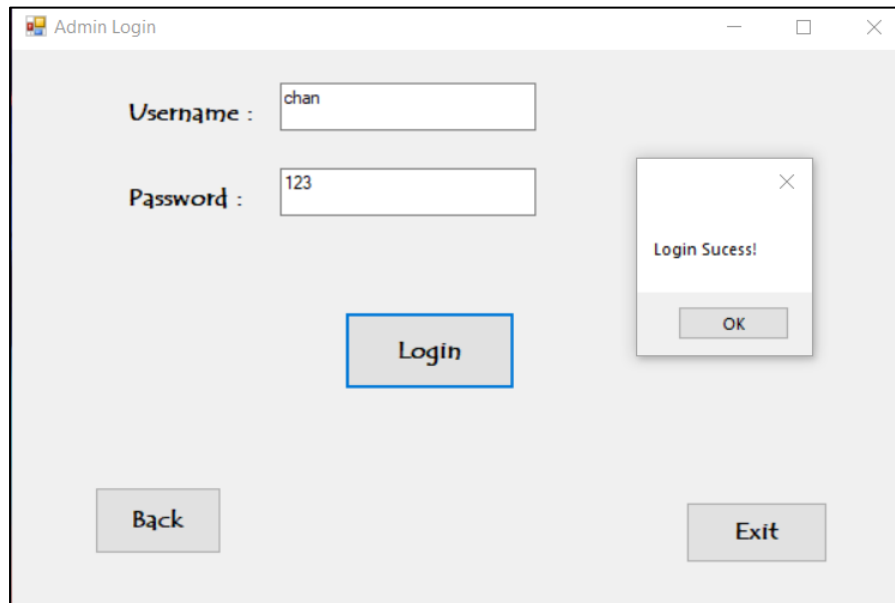 Admin Login
Username :
chan
Password :
123
Login Sucess!
OK
Login
Back
Exit